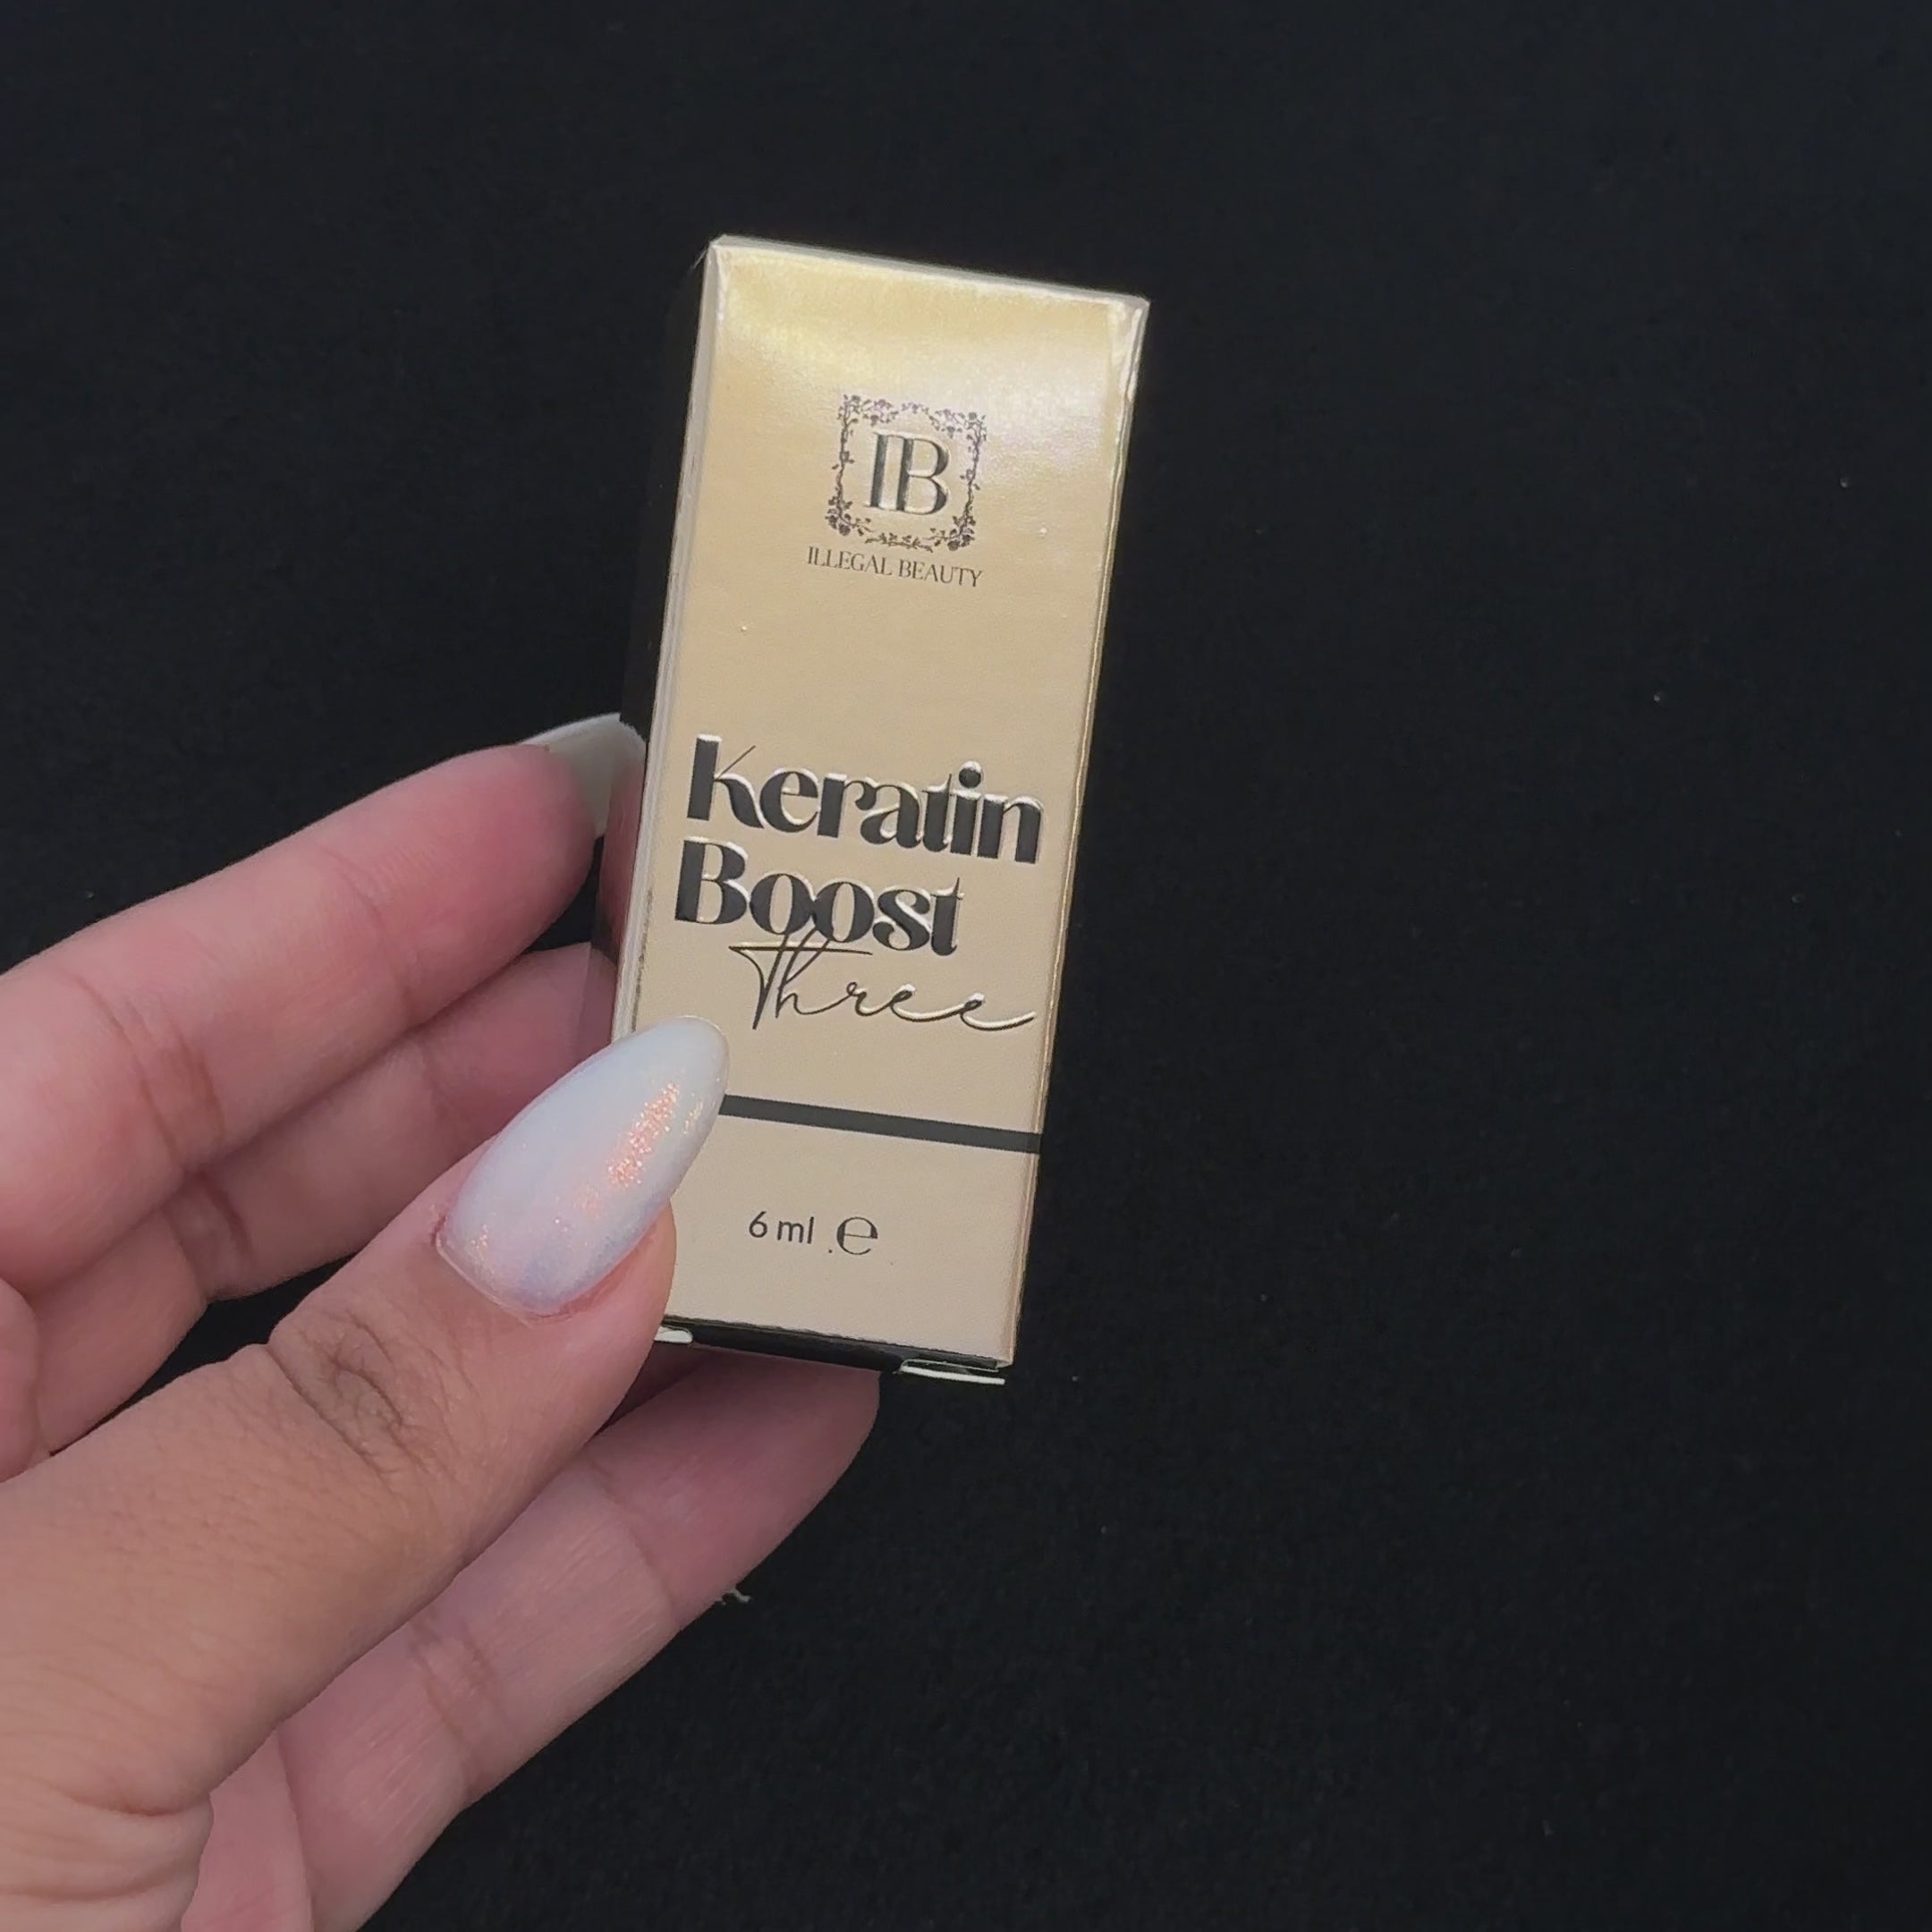 IB
ILLEGAL BEAUTY
Keratin
Boost
Three
6 ml ℮